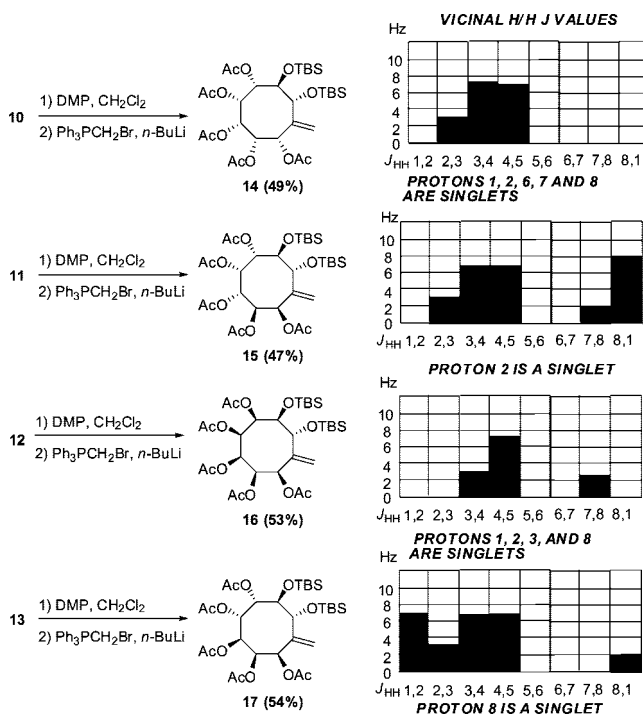 VICINAL H/H J VALUES
Hz
10 1) DMP, CH2Cl2
2) Ph3PCH2Br, n-BuLi
AcO OTBS
AcO OTBS
AcO
AcO OAc
14 (49%)
10
8
6
4
2
0
JHH 1,2 2,3 3,4 4,5 5,6 6,7 7,8 8,1
PROTONS 1, 2, 6, 7 AND 8
ARE SINGLETS
Hz
11 1) DMP, CH2Cl2
2) Ph3PCH2Br, n-BuLi
AcO OTBS
AcO OTBS
AcO
AcO OAc
15 (47%)
10
8
6
4
2
0
JHH 1,2 2,3 3,4 4,5 5,6 6,7 7,8 8,1
PROTON 2 IS A SINGLET
Hz
12 1) DMP, CH2Cl2
2) Ph3PCH2Br, n-BuLi
AcO OTBS
AcO OTBS
AcO
AcO OAc
16 (53%)
10
8
6
4
2
0
JHH 1,2 2,3 3,4 4,5 5,6 6,7 7,8 8,1
PROTONS 1, 2, 3, AND 8
ARE SINGLETS
Hz
13 1) DMP, CH2Cl2
2) Ph3PCH2Br, n-BuLi
AcO OTBS
AcO OTBS
AcO
AcO OAc
17 (54%)
10
8
6
4
2
0
JHH 1,2 2,3 3,4 4,5 5,6 6,7 7,8 8,1
PROTON 8 IS A SINGLET